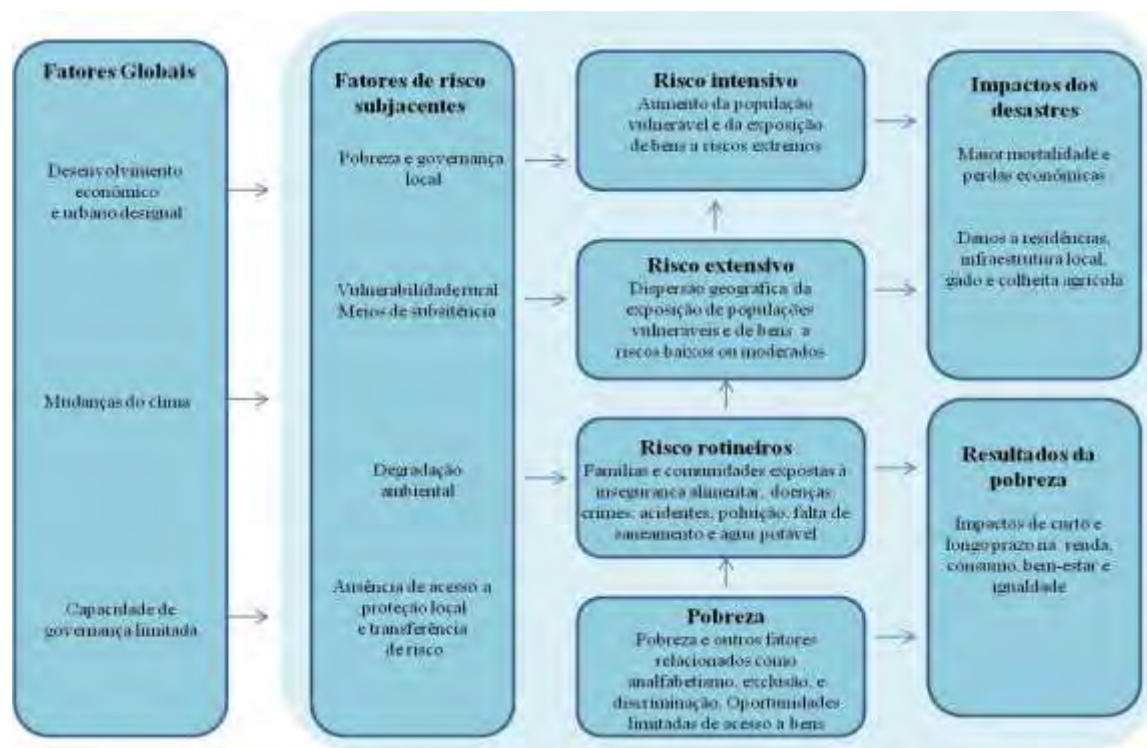 Fatores Globais
Desenvolvimento
econômico
e urbano desigual
Mudanças do clima
Capacidade de
governança limitada
Fatores de risco
subjacentes
Pobreza e governança
local
Vulnerabilidade rural
Meios de subsitência
Degradação
ambiental
Ausência de acesso a
proteção local
e transferência
de risco
Risco intensivo
Aumento da população
vulnerável e da exposição
de bens a riscos extremos
Risco extensivo
Dispersão geográfica da
exposição de populações
vulneráveis e de bens a
riscos baixos ou moderados
Risco rotineiros
Famílias e comunidades expostas à
insegurança alimentar, doenças,
crimes, acidentes, poluição, falta de
saneamento e água potável
Pobreza
Pobreza e outros fatores
relacionados como
analfabetismo, exclusão, e
discriminação. Oportunidades
limitadas de acesso a bens
Impactos dos
desastres
Maior mortalidade e
perdas econômicas
Danos a residências,
infraestrutura local,
gado e colheita agrícola
Resultados da
pobreza
Impactos de curto e
longo prazo na renda,
consumo, bem-estar e
igualdade